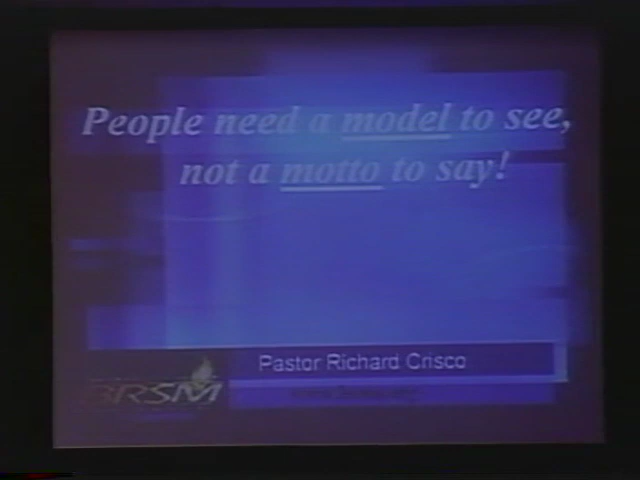 People need a model to see,
not a motto to say!
Pastor Richard Crisco
BRSM